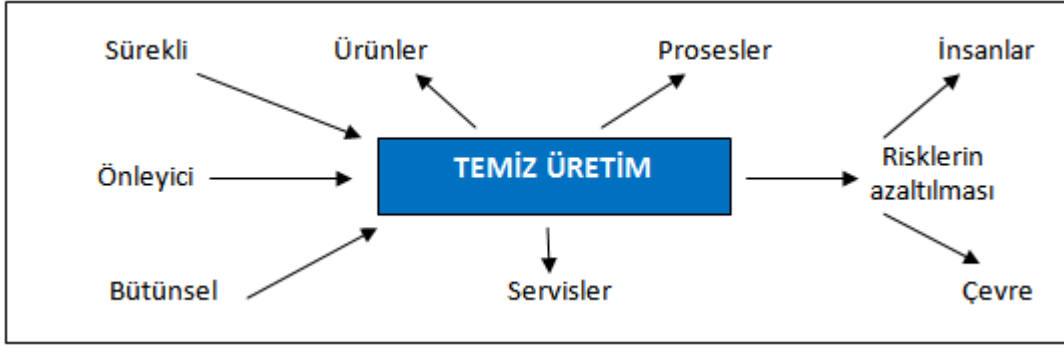 Sürekli
Ürünler
Prosesler
İnsanlar
Önleyici
TEMİZ ÜRETİM
Risklerin
azaltılması
Bütünsel
Servisler
Çevre